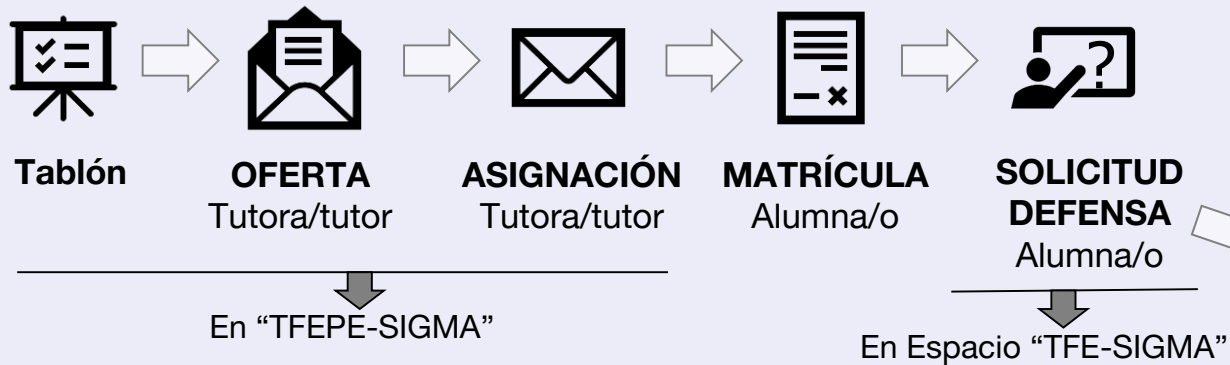 Tablón
OFERTA
Tutora/tutor
ASIGNACIÓN
Tutora/tutor
MATRÍCULA
Alumna/o
?
SOLICITUD
DEFENSA
Alumna/o
En “TFEPE-SIGMA”
En Espacio “TFE-SIGMA”